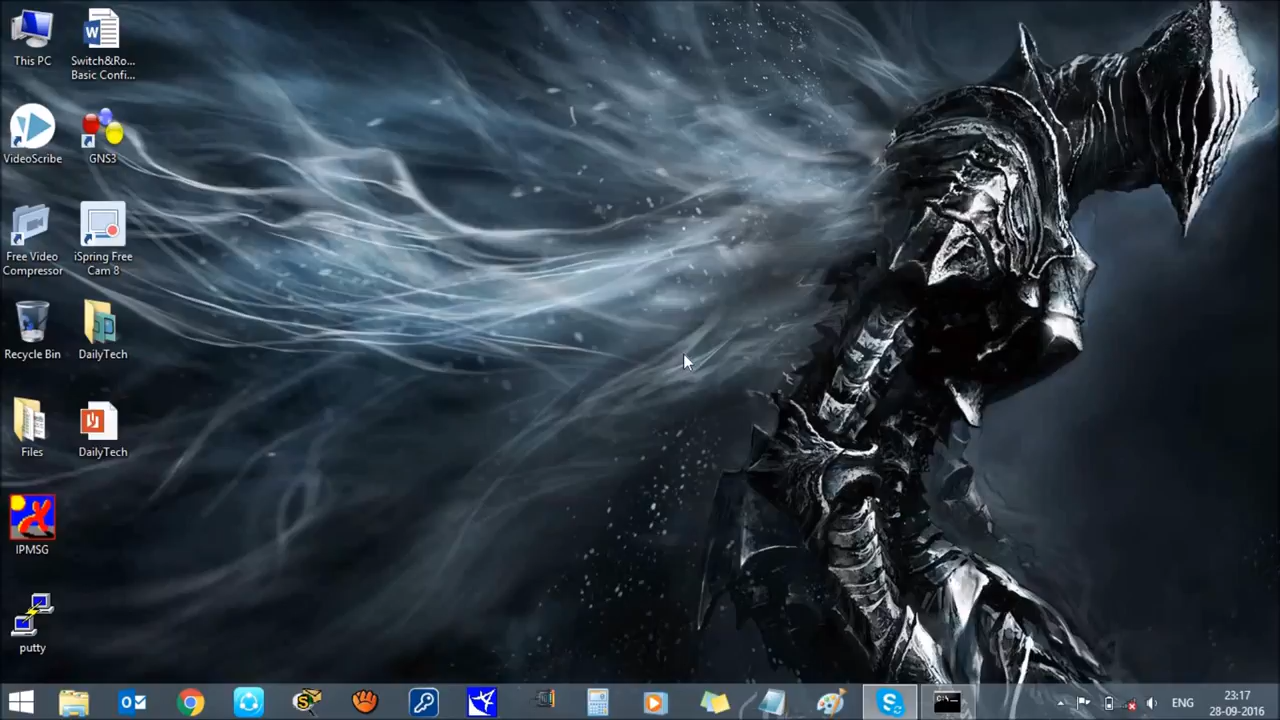 This PC
Switch&Ro...
Basic Confi...
VideoScribe
GNS3
Free Video
Compressor
iSpring Free
Cam 8
Recycle Bin
DailyTech
Files
DailyTech
IPMSG
putty
ENG
23:17
28-09-2016